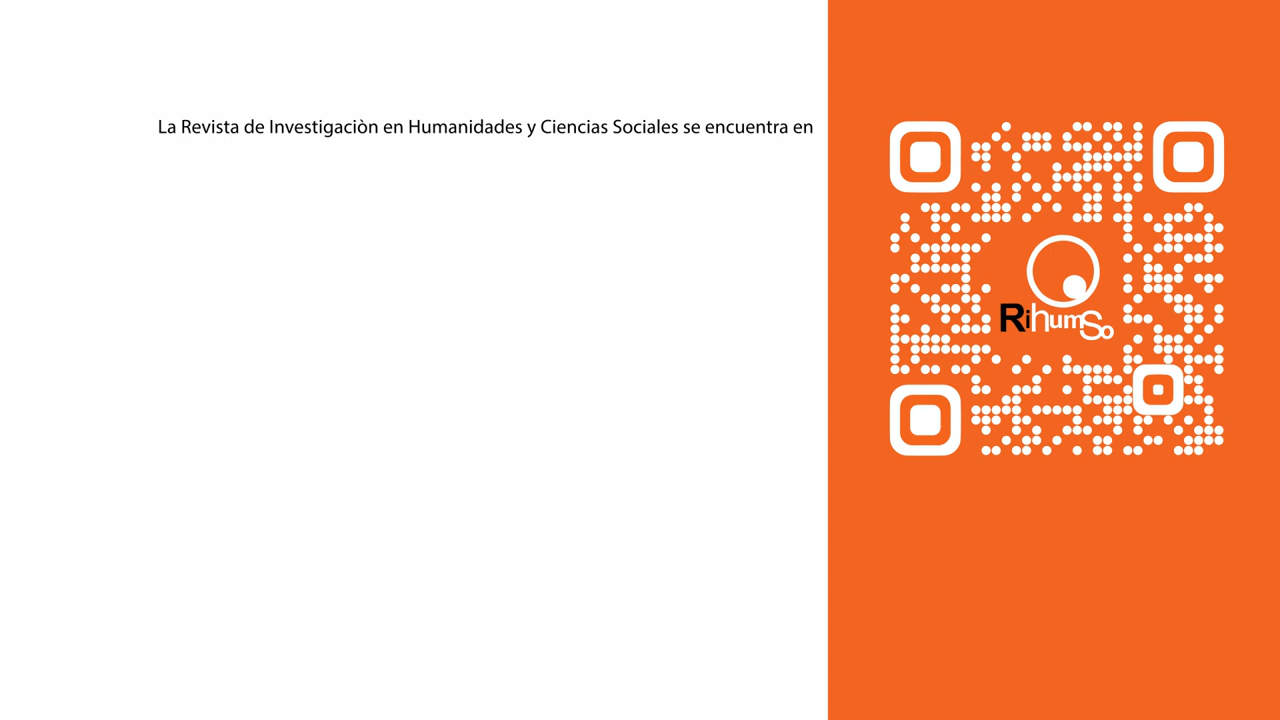 La Revista de Investigaciòn en Humanidades y Ciencias Sociales se encuentra en
RihumSo